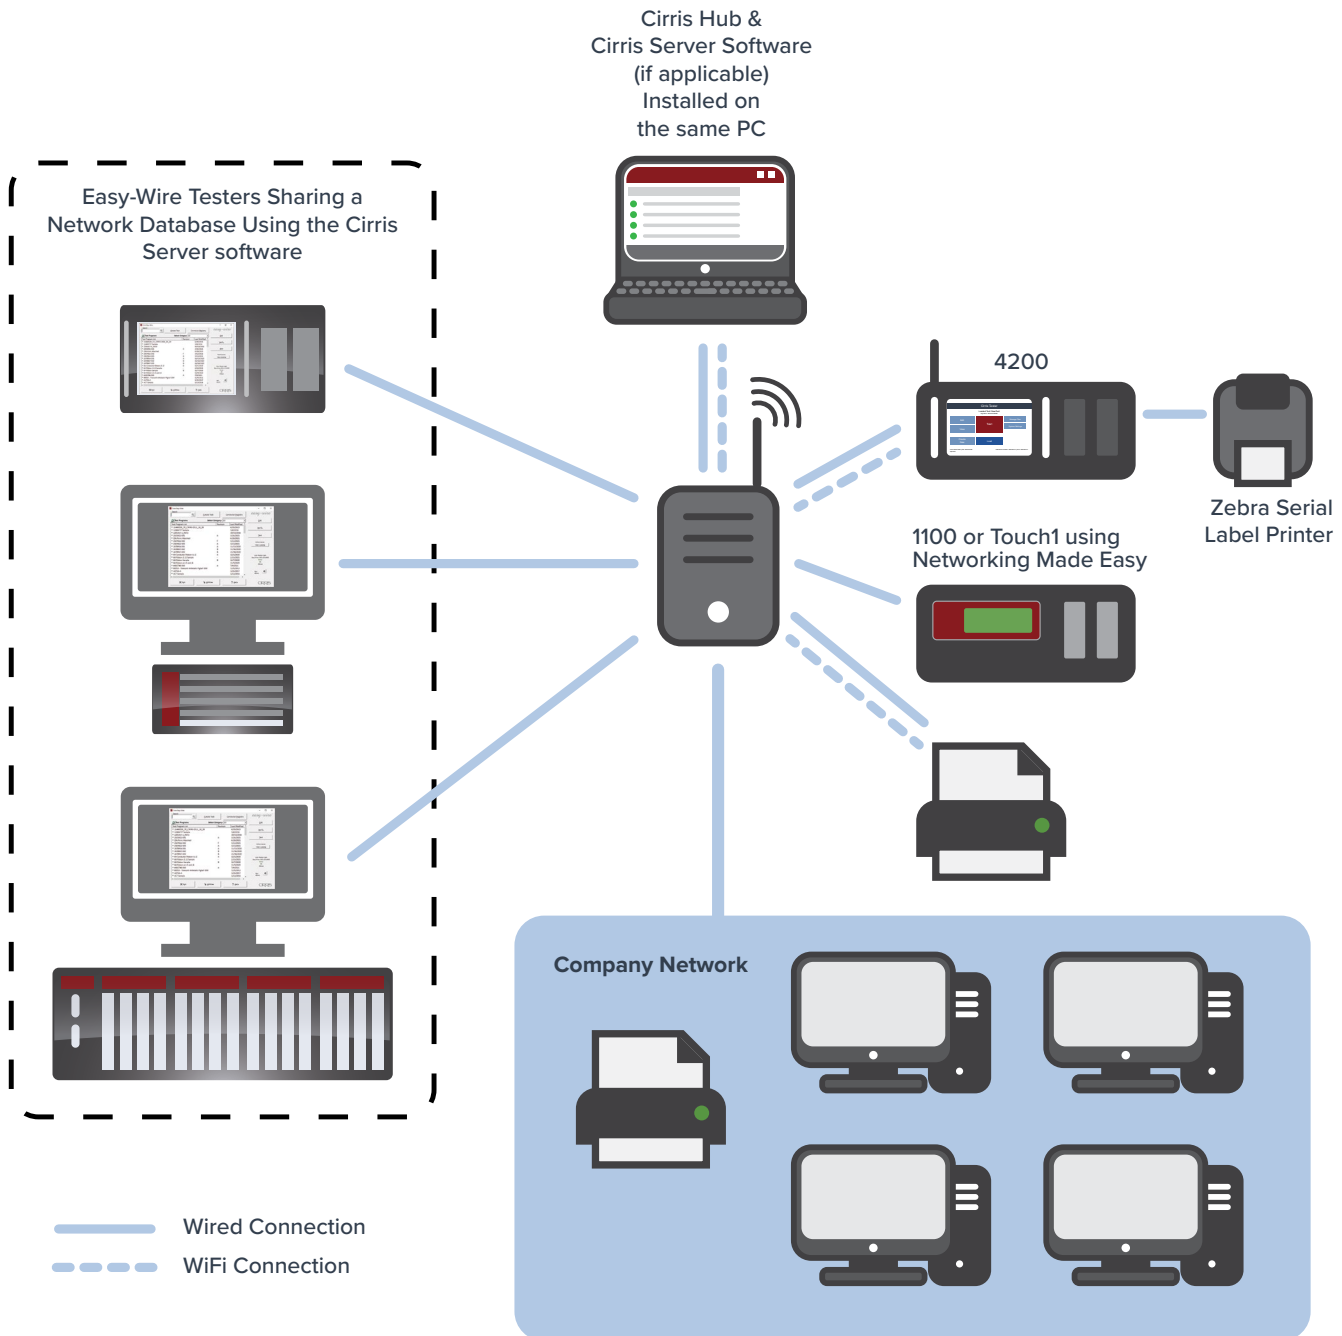 Cirris Hub &
Cirris Server Software
(if applicable)
Installed on
the same PC
Easy-Wire Testers Sharing a
Network Database Using the Cirris
Server software
4200
Zebra Serial
Label Printer
1100 or Touch1 using
Networking Made Easy
Company Network
Wired Connection
WiFi Connection